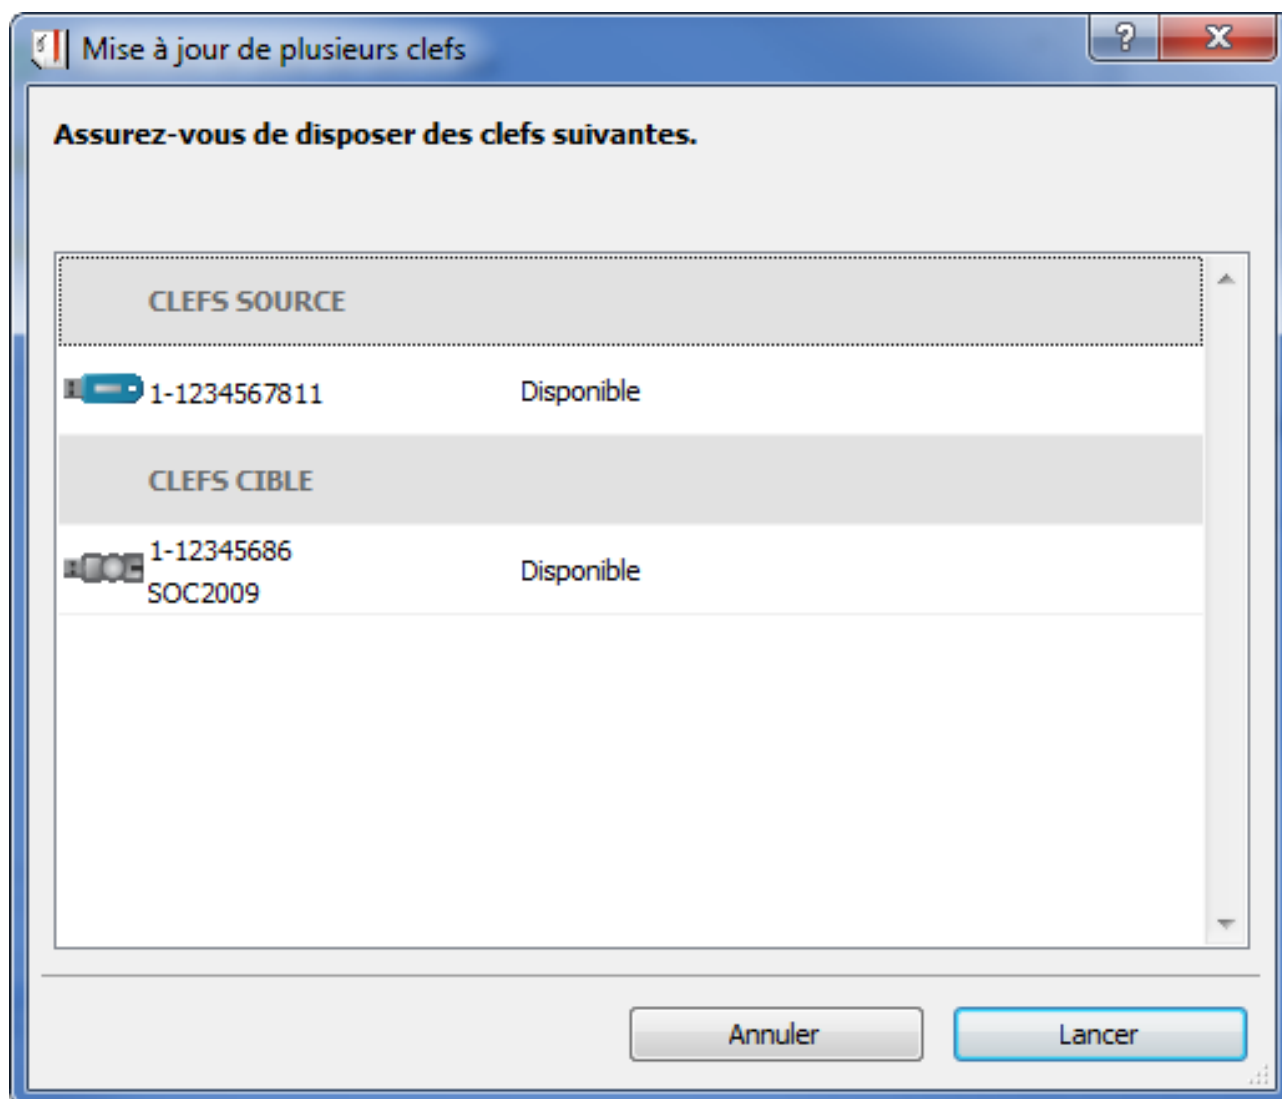 Mise à jour de plusieurs clefs
Assurez-vous de disposer des clefs suivantes.
CLEFS SOURCE
1-1234567811 Disponible
CLEFS CIBLE
1-12345686
SOC2009 Disponible
Annuler Lancer